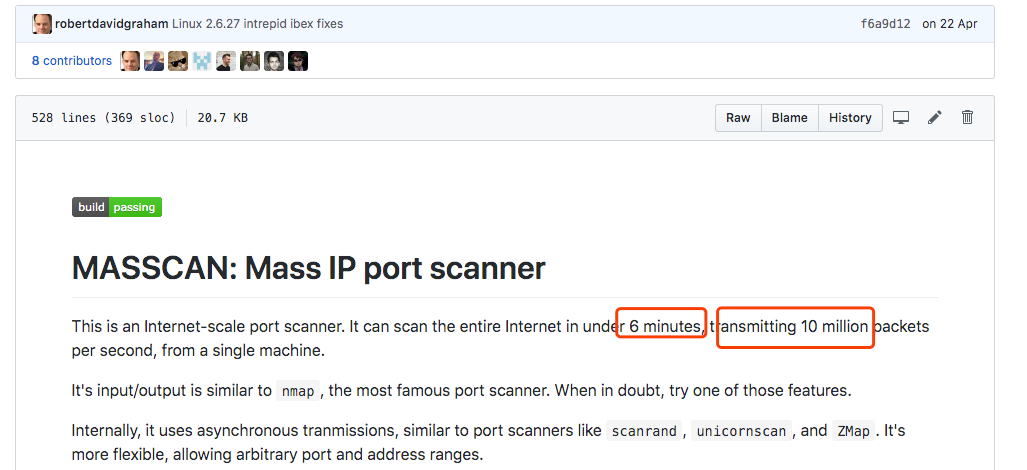 robertdavidgraham Linux 2.6.27 intrepid ibex fixes f6a9d12 on 22 Apr
8 contributors
528 lines (369 sloc) 20.7 KB Raw Blame History
build passing
MASSCAN: Mass IP port scanner
This is an Internet-scale port scanner. It can scan the entire Internet in under 6 minutes, transmitting 10 million packets
per second, from a single machine.
It's input/output is similar to nmap, the most famous port scanner. When in doubt, try one of those features.
Internally, it uses asynchronous tranmissions, similar to port scanners like scanrand, unicornscan, and ZMap. It's
more flexible, allowing arbitrary port and address ranges.